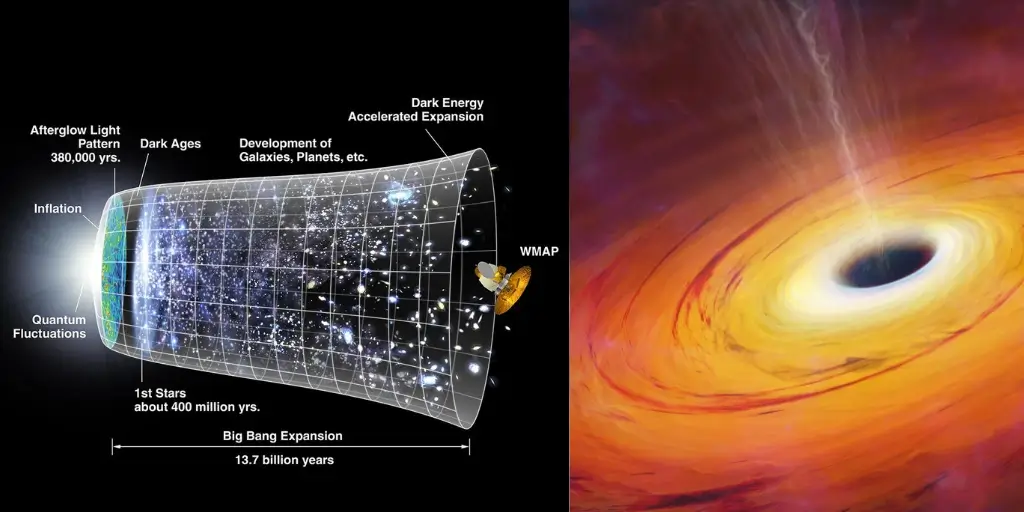 Dark Energy
Accelerated Expansion
Afterglow Light
Pattern
380,000 yrs.
Dark Ages
Development of
Galaxies, Planets, etc.
Inflation
WMAP
Quantum
Fluctuations
1st Stars
about 400 million yrs.
Big Bang Expansion
13.7 billion years